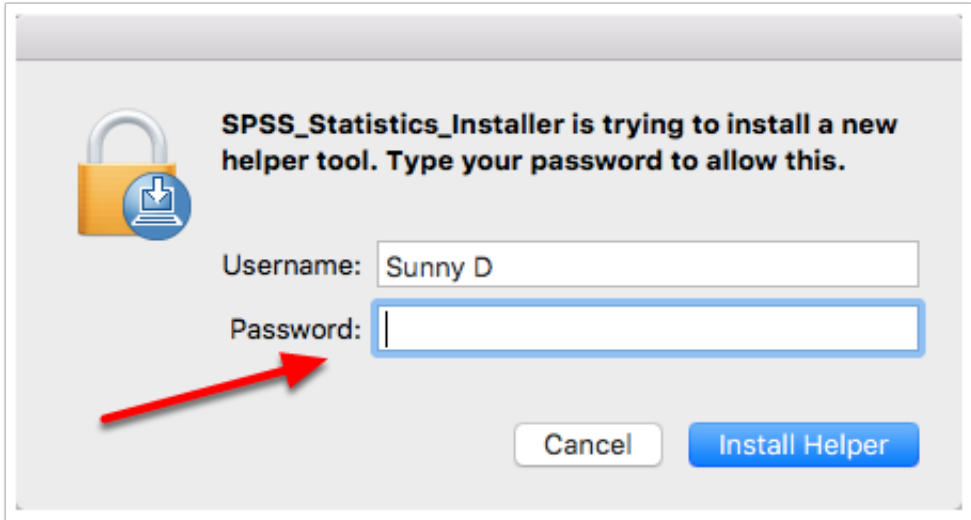 SPSS_Statistics_Installer is trying to install a new
helper tool. Type your password to allow this.
Username: Sunny D
Password:
Cancel Install Helper